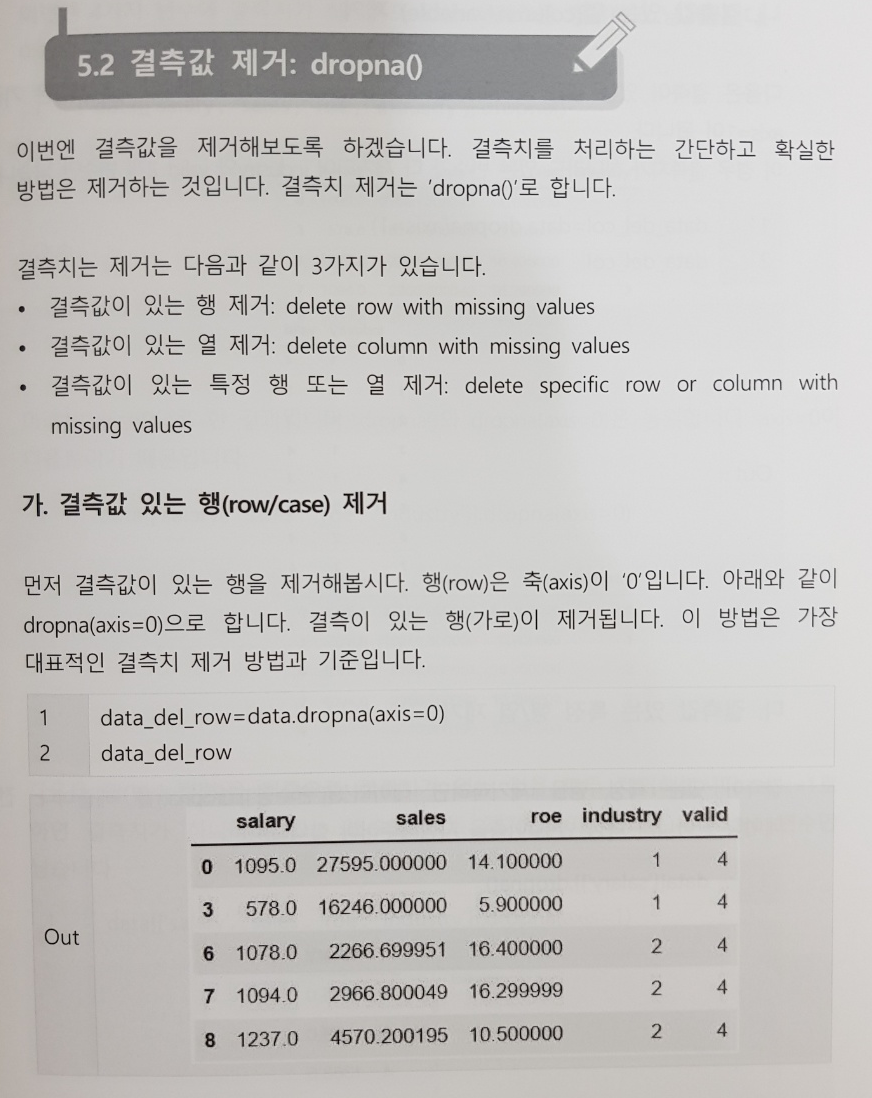 5.2 결측값 제거: dropna()
이번엔 결측값을 제거해보도록 하겠습니다. 결측치를 처리하는 간단하고 확실한
방법은 제거하는 것입니다. 결측치 제거는 'dropna()'로 합니다.
결측치는 제거는 다음과 같이 3가지가 있습니다.
• 결측값이 있는 행 제거: delete row with missing values
• 결측값이 있는 열 제거: delete column with missing values
• 결측값이 있는 특정 행 또는 열 제거: delete specific row or column with
missing values
가. 결측값 있는 행(row/case) 제거
먼저 결측값이 있는 행을 제거해봅시다. 행(row)은 축(axis)이 '0'입니다. 아래와 같이
dropna(axis=0)으로 합니다. 결측이 있는 행(가로)이 제거됩니다. 이 방법은 가장
대표적인 결측치 제거 방법과 기준입니다.
1 data_del_row=data.dropna(axis=0)
2 data_del_row
salary sales roe industry valid
0 1095.0 27595.000000 14.100000 1 4
3 578.0 16246.000000 5.900000 1 4
Out
6 1078.0 2266.699951 16.400000 2 4
7 1094.0 2966.800049 16.299999 2 4
8 1237.0 4570.200195 10.500000 2 4